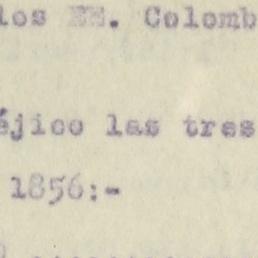 los EE. Colomb
éjico las tres
1856:-